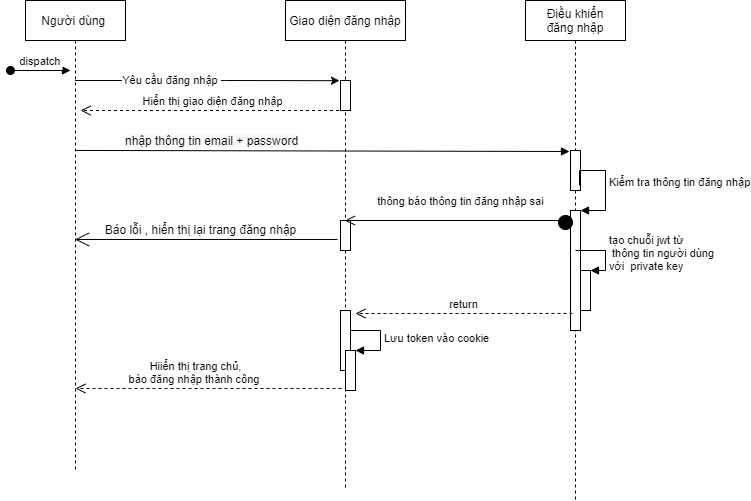 Người dùng
Giao diện đăng nhập
Điều khiển
đăng nhập
dispatch
Yêu cầu đăng nhập
Hiển thị giao diện đăng nhập
nhập thông tin email + password
Kiểm tra thông tin đăng nhập
thông báo thông tin đăng nhập sai
Báo lỗi , hiển thị lại trang đăng nhập
tạo chuỗi jwt từ
thông tin người dùng
với private key
return
Lưu token vào cookie
Hiiển thị trang chủ,
báo đăng nhập thành công